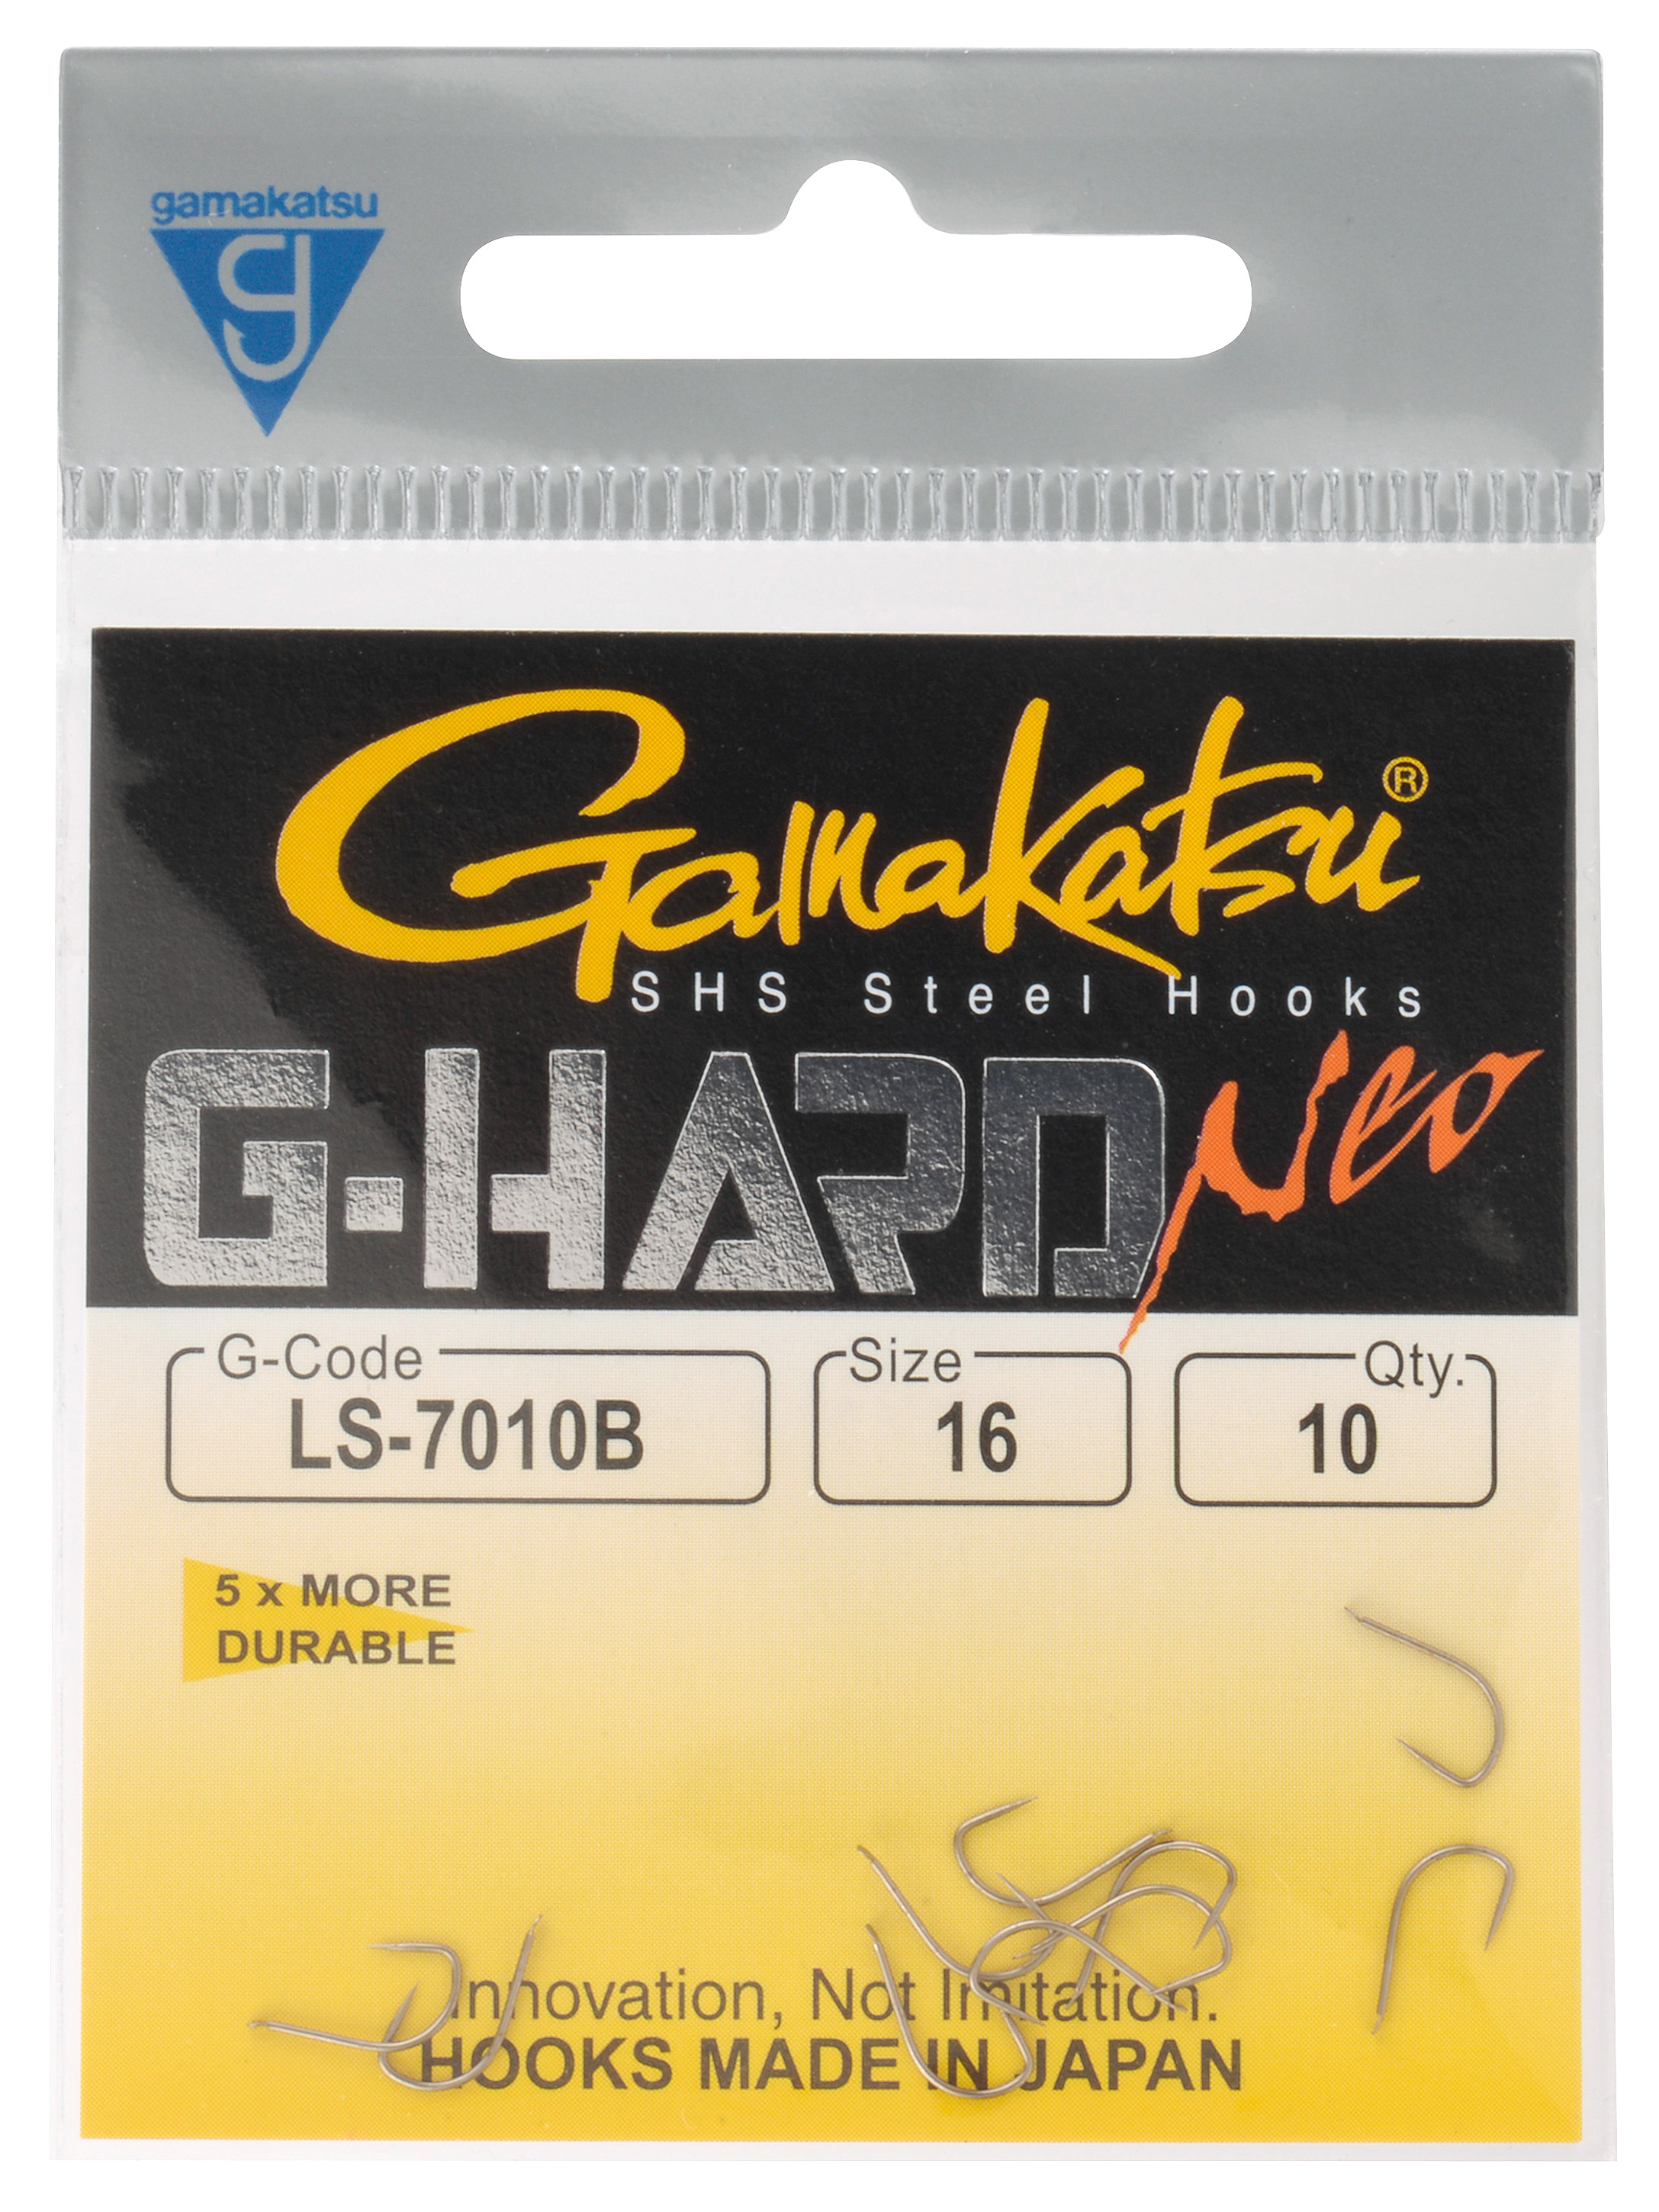 gamakatsu
g
Gamakatsu®
SHS Steel Hooks
G-HARD Neo
G-Code
LS-7010B
Size
16
Qty.
10
5 x MORE
DURABLE
Innovation, Not Imitation.
HOOKS MADE IN JAPAN